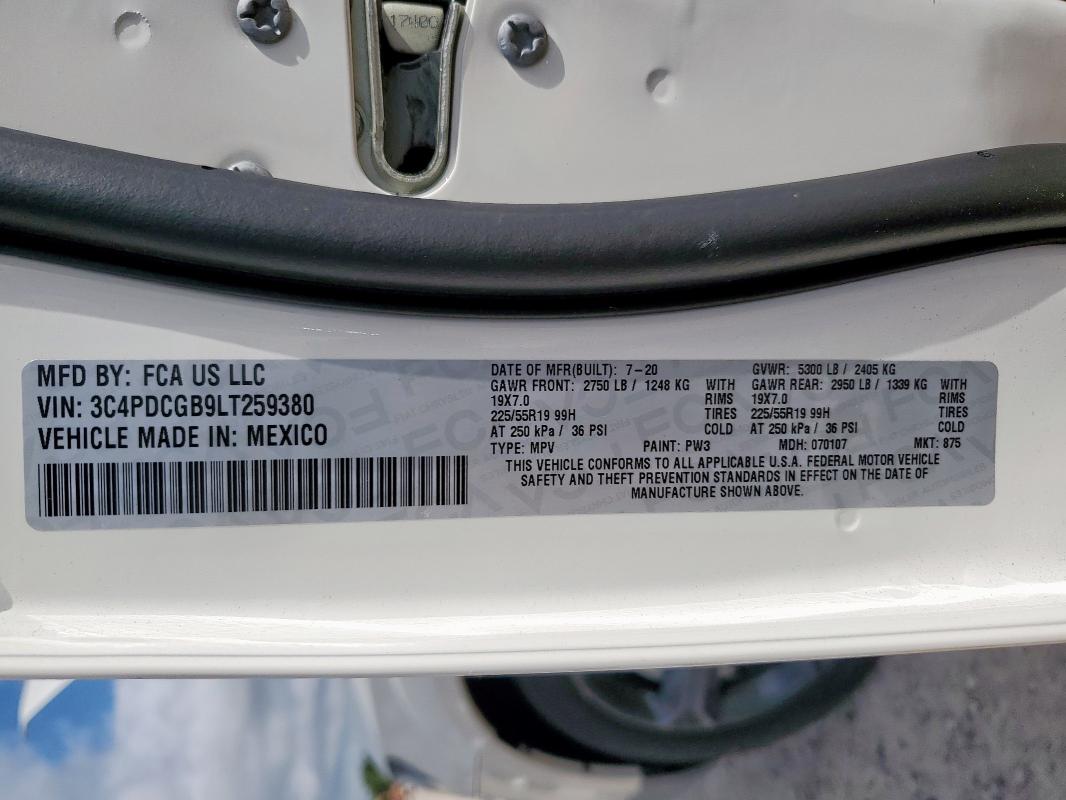 17400
MFD BY: FCA US LLC
VIN: 3C4PDCGB9LT259380
VEHICLE MADE IN: MEXICO
DATE OF MFR(BUILT): 7-20 GVWR: 5300 LB / 2405 KG
GAWR FRONT: 2750 LB / 1248 KG WITH GAWR REAR: 2950 LB / 1339 KG WITH
19X7.0 RIMS 19X7.0 RIMS
225/55R19 99H TIRES 225/55R19 99H TIRES
AT 250 kPa / 36 PSI COLD AT 250 kPa / 36 PSI COLD
TYPE: MPV PAINT: PW3 MDH: 070107 MKT: 875
THIS VEHICLE CONFORMS TO ALL APPLICABLE U.S.A. FEDERAL MOTOR VEHICLE
SAFETY AND THEFT PREVENTION STANDARDS IN EFFECT ON THE DATE OF
MANUFACTURE SHOWN ABOVE.